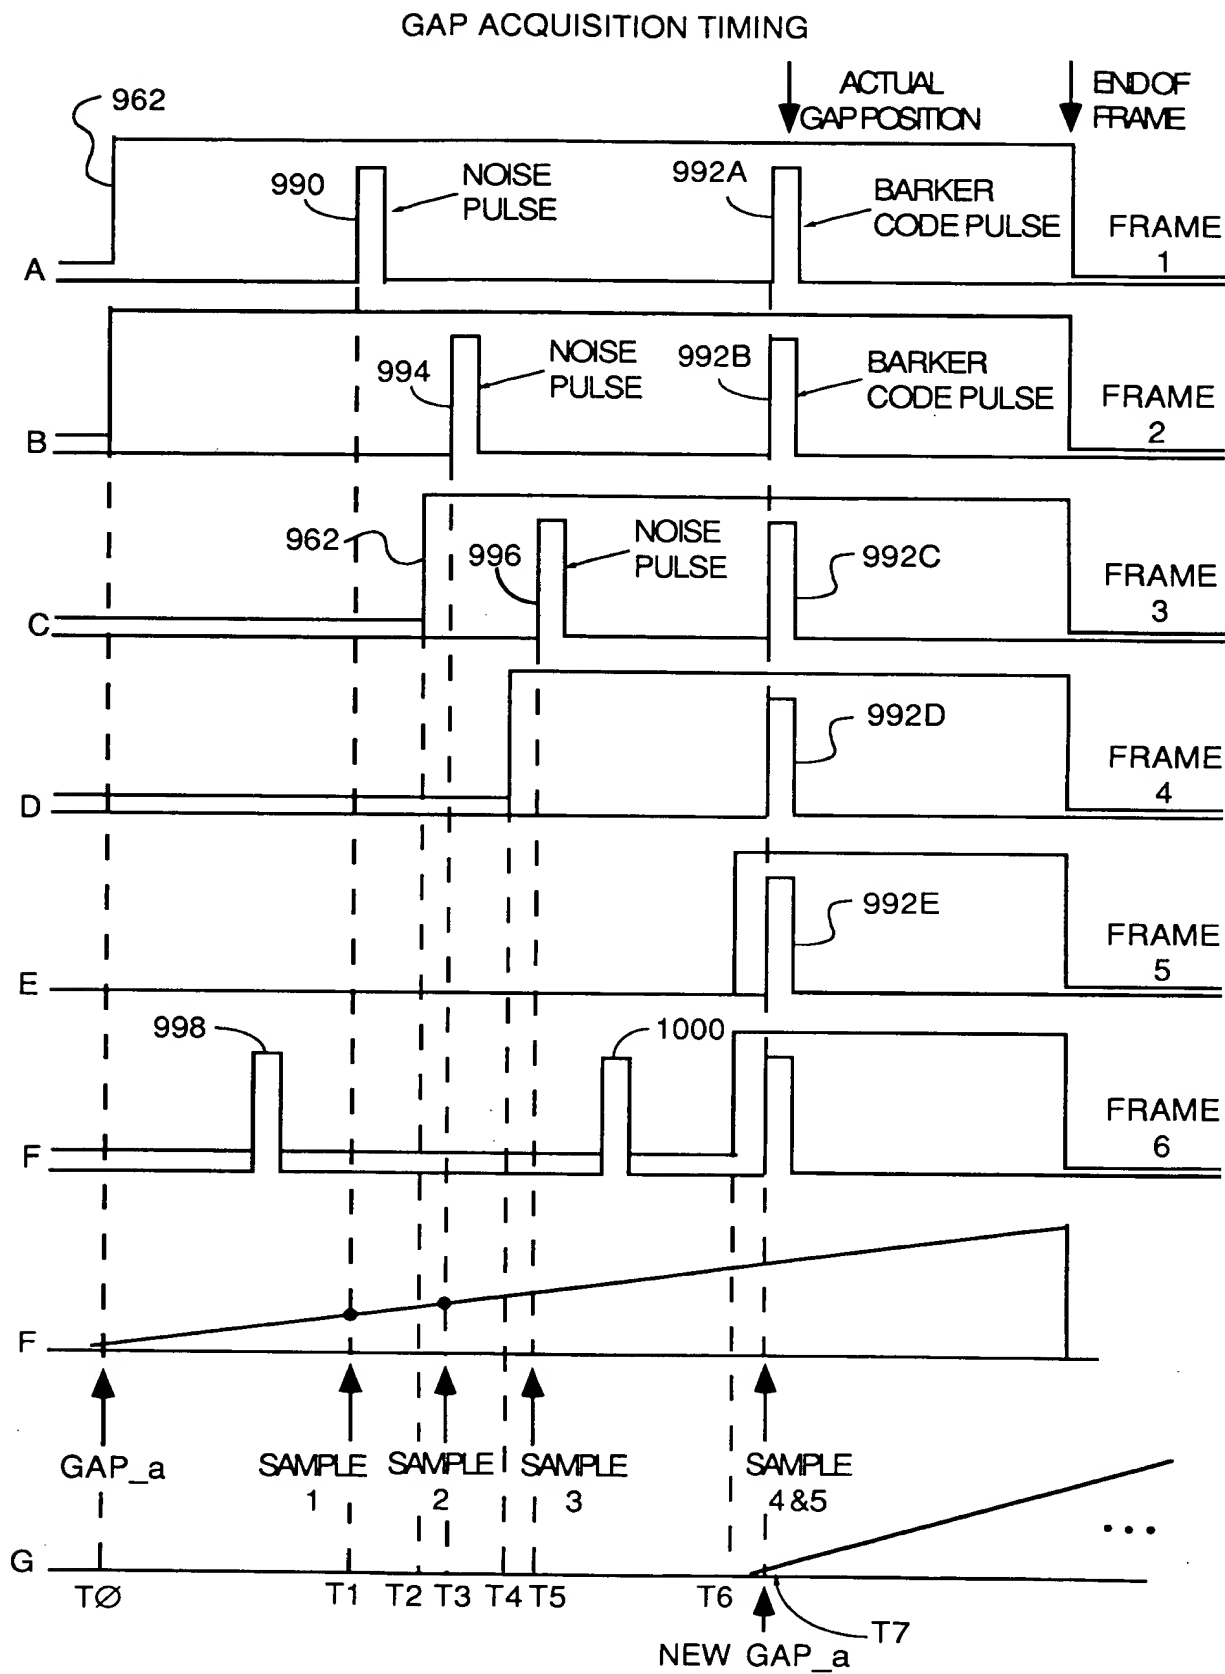 GAP ACQUISITION TIMING
ACTUAL
GAP POSITION
END OF
FRAME
962
990
NOISE
PULSE
992A
BARKER
CODE PULSE
FRAME
1
A
994
NOISE
PULSE
992B
BARKER
CODE PULSE
FRAME
2
B
962
996
NOISE
PULSE
992C
FRAME
3
C
992D
FRAME
4
D
992E
FRAME
5
E
998
1000
FRAME
6
F
F
GAP_a
SAMPLE
1
SAMPLE
2
SAMPLE
3
SAMPLE
4 &5
...
G
TØ
T1
T2
T3
T4
T5
T6
T7
NEW GAP_a